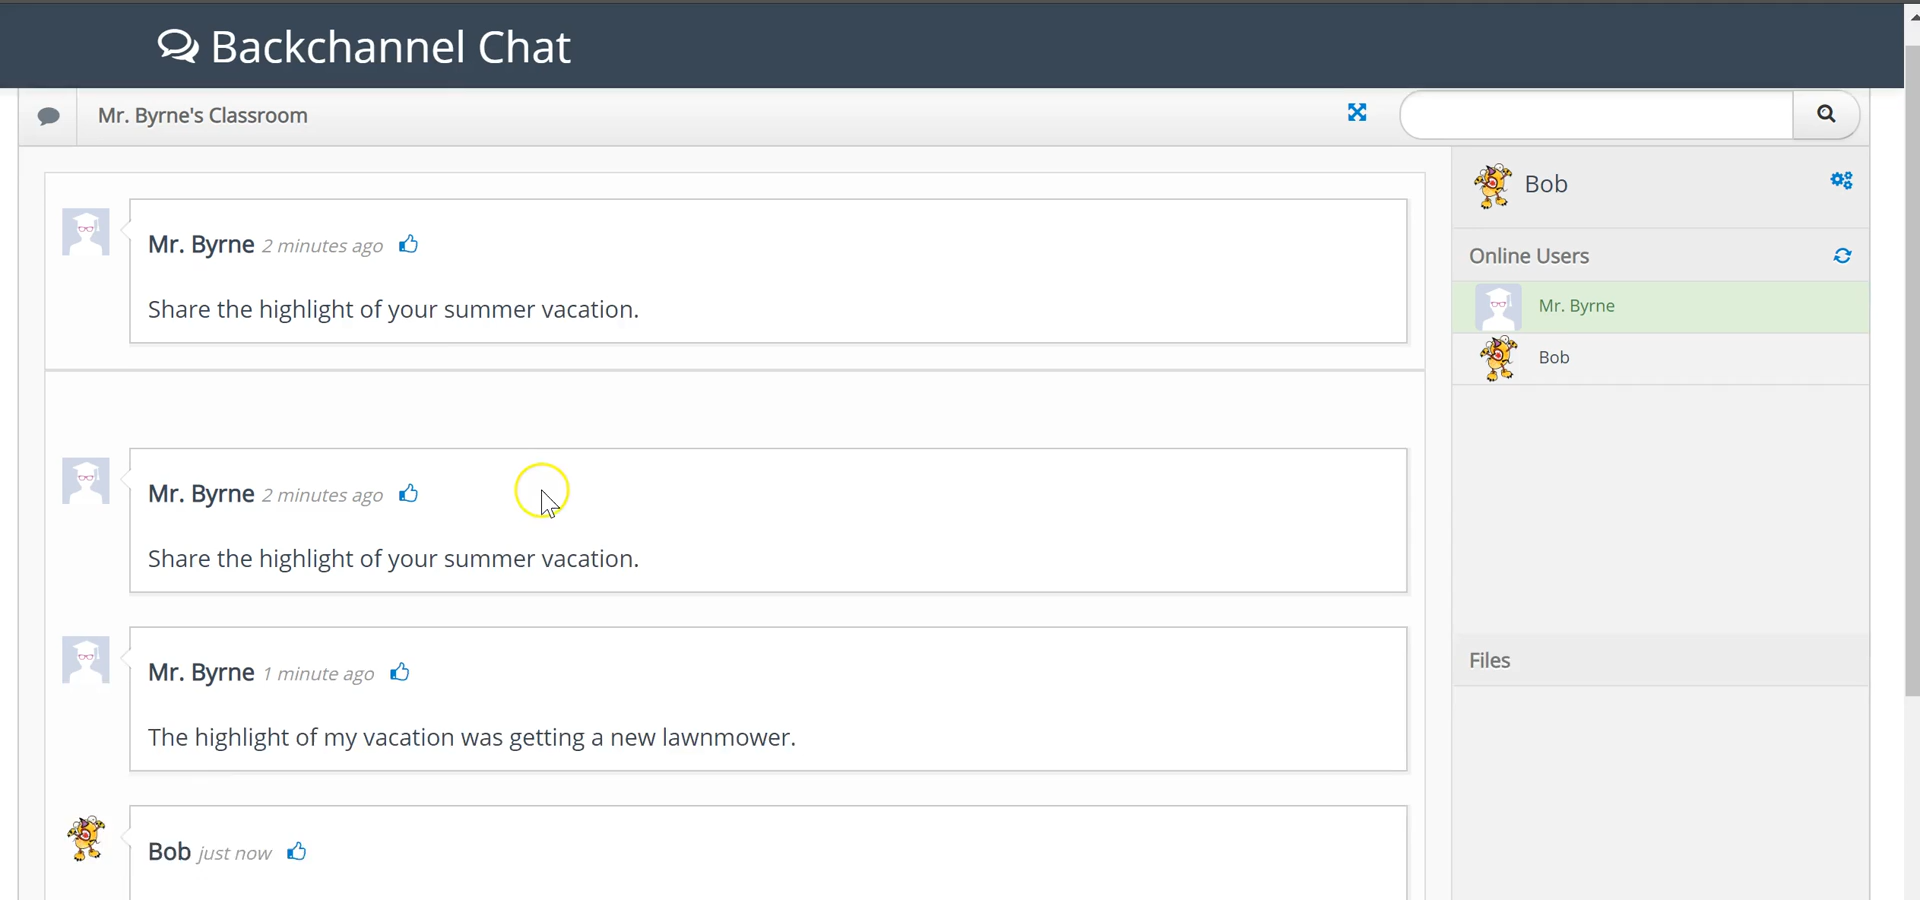 Backchannel Chat
Mr. Byrne's Classroom
Mr. Byrne 2 minutes ago
Share the highlight of your summer vacation.
Mr. Byrne 2 minutes ago
Share the highlight of your summer vacation.
Mr. Byrne 1 minute ago
The highlight of my vacation was getting a new lawnmower.
Bob just now
Bob
Online Users
Mr. Byrne
Bob
Files